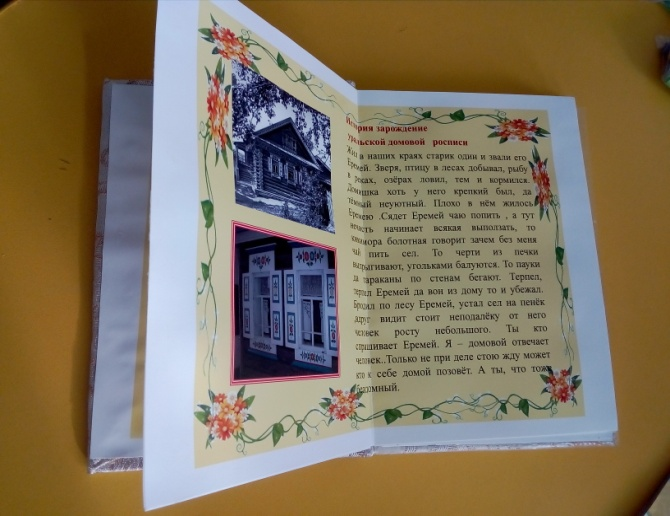 История зарождение
уральской домовой росписи
Жил в наших краях старик один и звали его
Еремей. Зверя, птицу в лесах добывал, рыбу
в реках, озёрах ловил, тем и кормился.
Домишка хоть у него крепкий был, да
тёмный неуютный. Плохо в нём жилось
Еремею .Сядет Еремей чаю попить , а тут
нечисть начинает всякая выползать, то
кикимора болотная говорит зачем без меня
чай пить сел. То черти из печки
выпрыгивают, угольками балуются. То пауки
да тараканы по стенам бегают. Терпел,
терпел Еремей да вон из дому то и убежал.
Бродил по лесу Еремей, устал сел на пенёк
вдруг видит стоит неподалёку от него
человек росту небольшого. Ты кто
спрашивает Еремей. Я – домовой отвечает
человек..Только не при деле стою жду может
кто к себе домой позовёт. А ты, что тоже
бездомный.